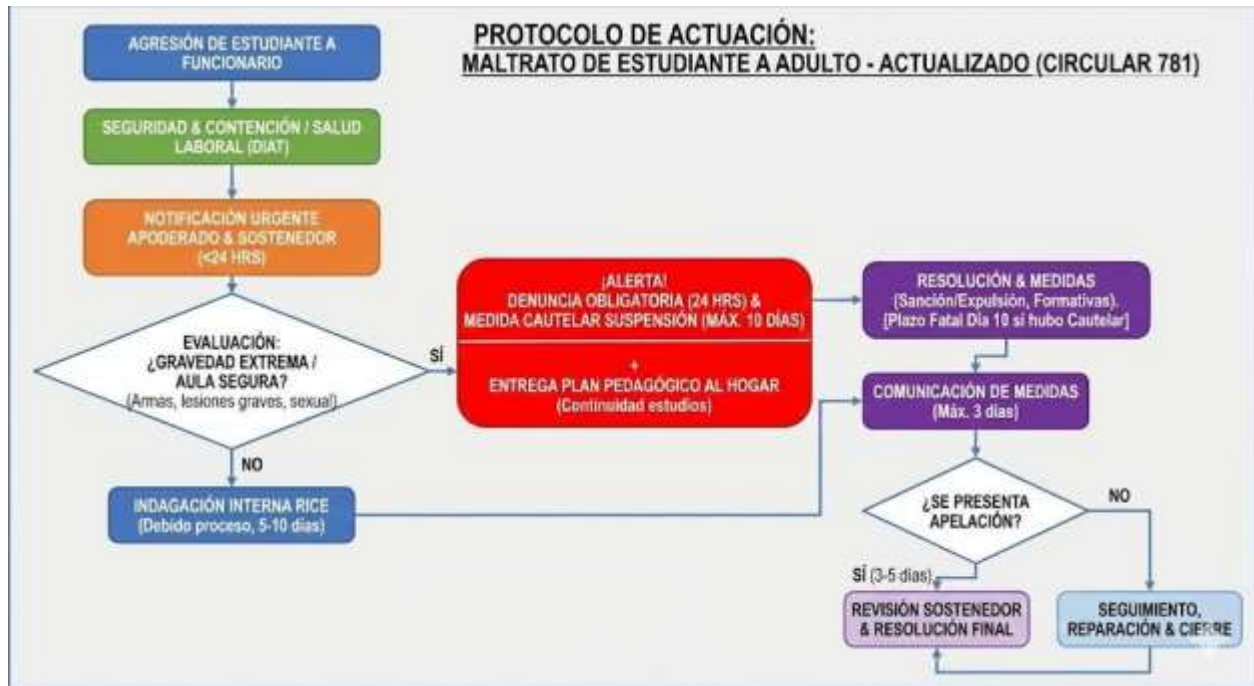 PROTOCOLO DE ACTUACIÓN:
MALTRATO DE ESTUDIANTE A ADULTO - ACTUALIZADO (CIRCULAR 781)
AGRESIÓN DE ESTUDIANTE A
FUNCIONARIO
SEGURIDAD & CONTENCIÓN / SALUD
LABORAL (DIAT)
NOTIFICACIÓN URGENTE
APODERADO & SOSTENEDOR
(<24 HRS)
EVALUACIÓN:
¿GRAVEDAD EXTREMA /
AULA SEGURA?
(Armas, lesiones graves, sexual)
SÍ
NO
INDAGACIÓN INTERNA RICE
(Debido proceso, 5-10 días)
¡ALERTA!
DENUNCIA OBLIGATORIA (24 HRS) &
MEDIDA CAUTELAR SUSPENSIÓN (MÁX. 10 DÍAS)
+
ENTREGA PLAN PEDAGÓGICO AL HOGAR
(Continuidad estudios)
RESOLUCIÓN & MEDIDAS
(Sanción/Expulsión, Formativas).
[Plazo Fatal Día 10 si hubo Cautelar]
COMUNICACIÓN DE MEDIDAS
(Máx. 3 días)
¿SE PRESENTA
APELACIÓN?
NO
SÍ (3-5 días)
REVISIÓN SOSTENEDOR
& RESOLUCIÓN FINAL
SEGUIMIENTO,
REPARACIÓN & CIERRE